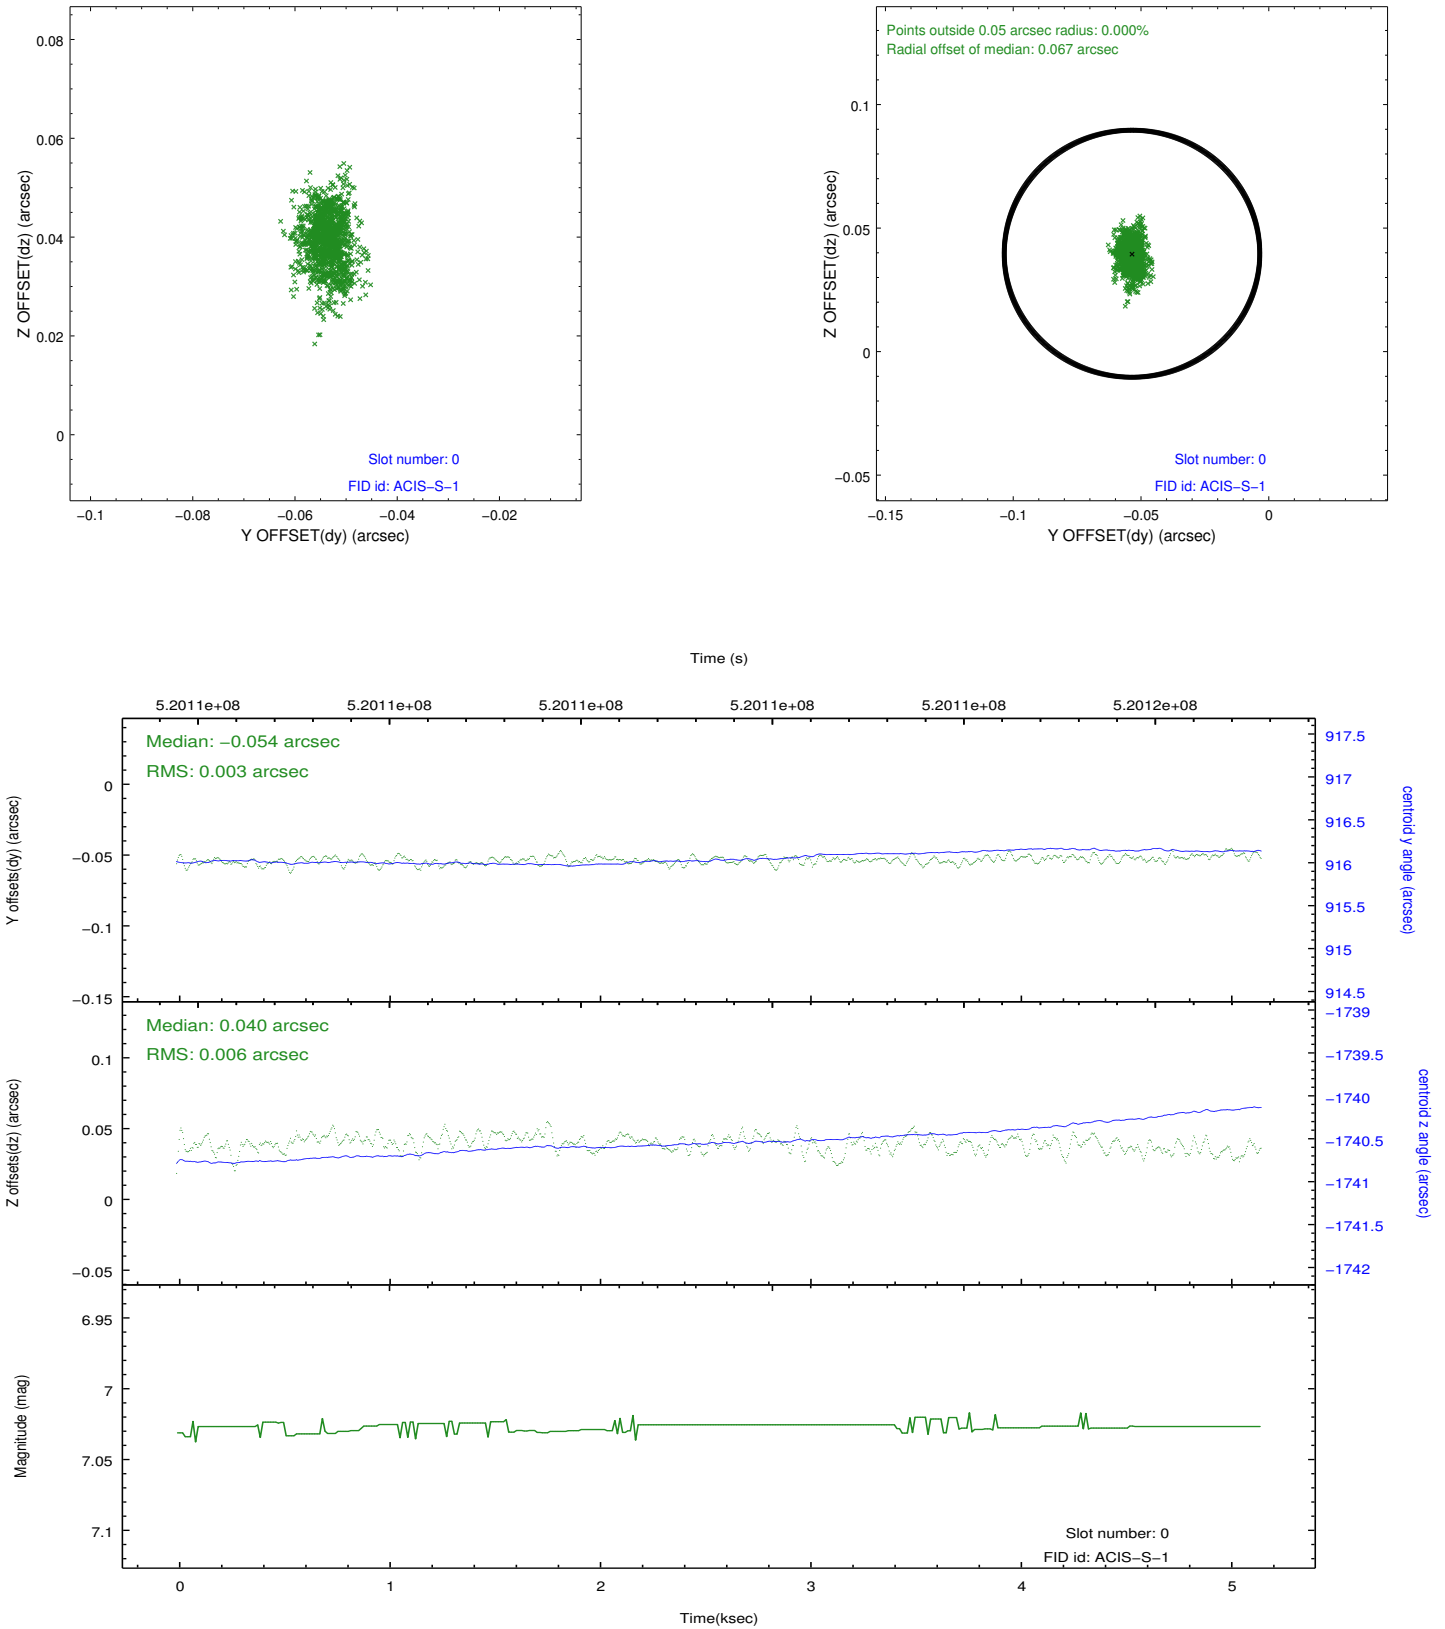 0.08
0.06
0.04
0.02
0
Z OFFSET(dz) (arcsec)
Slot number: 0
FID id: ACIS−S−1
−0.1
−0.08
−0.06
−0.04
−0.02
Y OFFSET(dy) (arcsec)
Points outside 0.05 arcsec radius: 0.000%
Radial offset of median: 0.067 arcsec
0.1
0.05
0
−0.05
Z OFFSET(dz) (arcsec)
Slot number: 0
FID id: ACIS−S−1
−0.15
−0.1
−0.05
0
Y OFFSET(dy) (arcsec)
Time (s)
5.2011e+08
5.2011e+08
5.2011e+08
5.2011e+08
5.2011e+08
5.2012e+08
Median: −0.054 arcsec
RMS: 0.003 arcsec
0
−0.05
−0.1
−0.15
Y offsets(dy) (arcsec)
917.5
917
916.5
916
915.5
915
914.5
centroid y angle (arcsec)
Median: 0.040 arcsec
RMS: 0.006 arcsec
0.1
0.05
0
−0.05
Z offsets(dz) (arcsec)
−1739
−1739.5
−1740
−1740.5
−1741
−1741.5
−1742
centroid z angle (arcsec)
6.95
7
7.05
7.1
Magnitude (mag)
Slot number: 0
FID id: ACIS−S−1
0
1
2
3
4
5
Time(ksec)